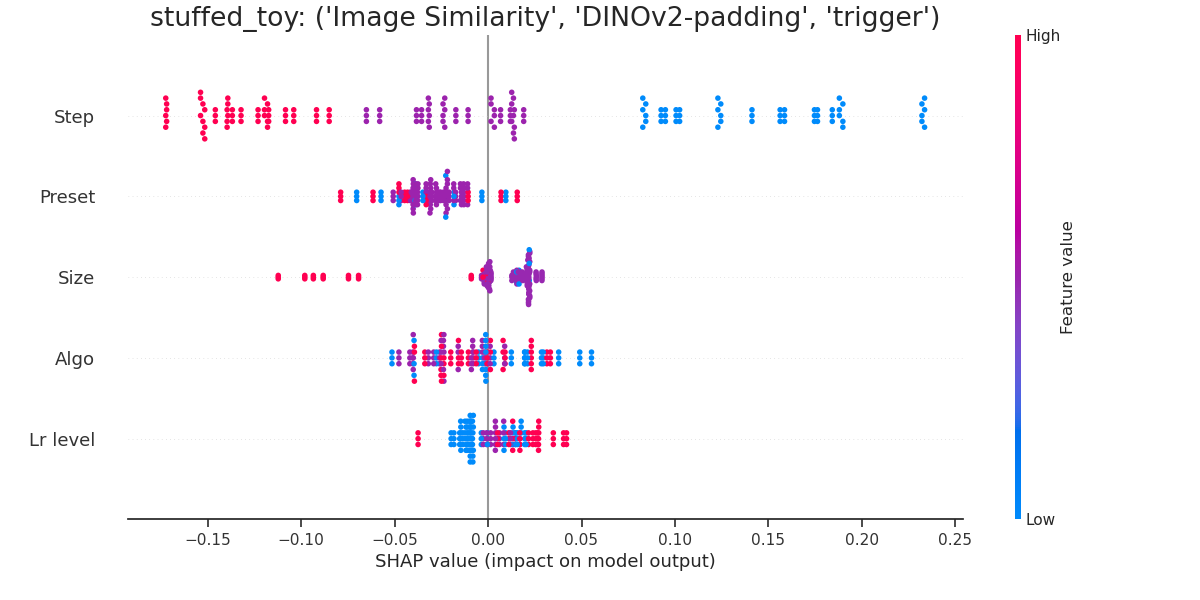 stuffed_toy: ('Image Similarity', 'DINOv2-padding', 'trigger')
High
Step
Preset
Size
Algo
Lr level
Feature value
Low
−0.15 −0.10 −0.05 0.00 0.05 0.10 0.15 0.20 0.25
SHAP value (impact on model output)